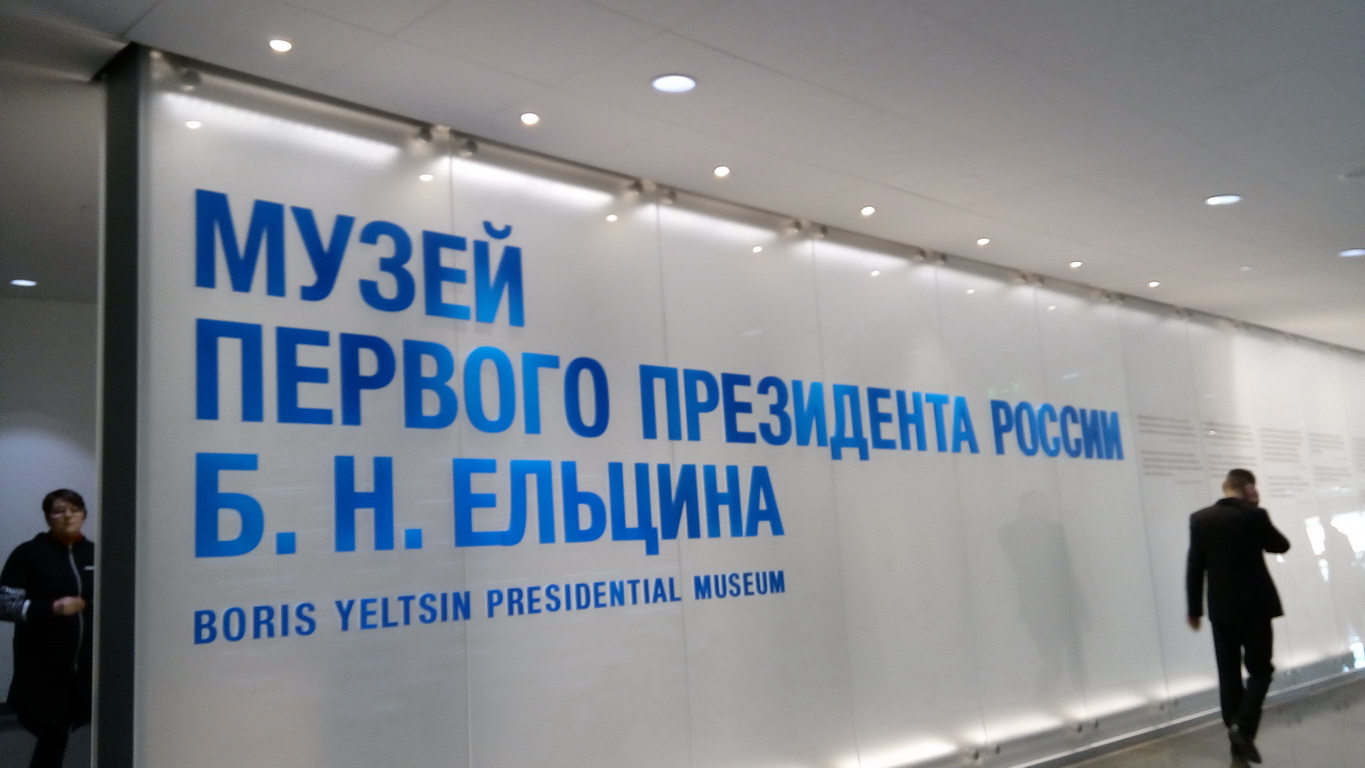 МУЗЕЙ
ПЕРВОГО ПРЕЗИДЕНТА РОССИИ
Б. Н. ЕЛЬЦИНА
BORIS YELTSIN PRESIDENTIAL MUSEUM